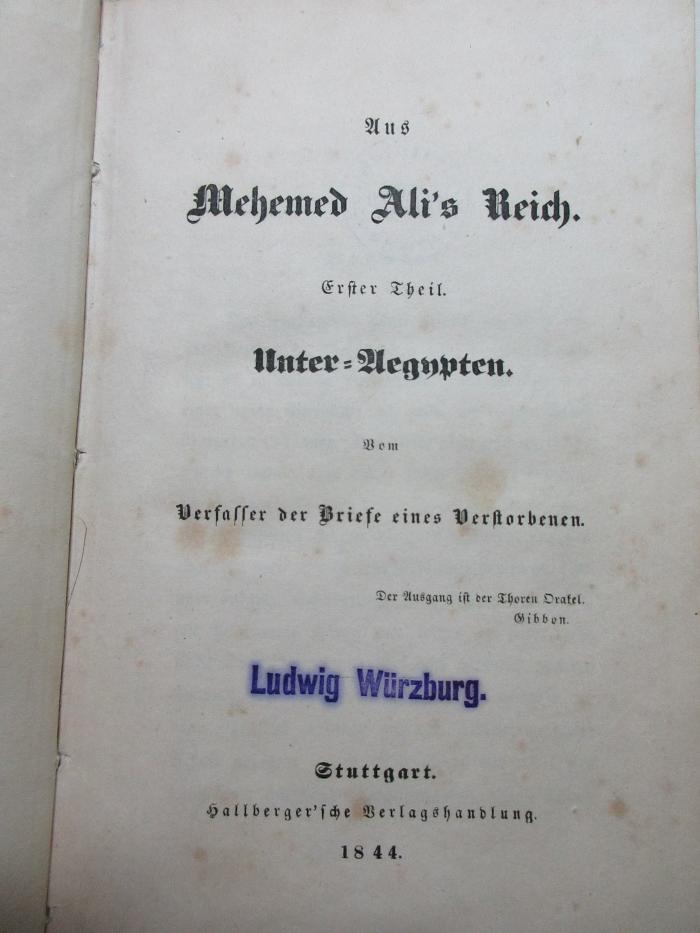 Aus
Mehemed Ali's Reich.
Erster Theil.
Unter-Aegypten.
Vom
Verfasser der Briefe eines Verstorbenen.
Der Ausgang ist der Thoren Orakel.
Gibbon.
Ludwig Würzburg.
Stuttgart.
Hallberger'sche Verlagshandlung.
1844.